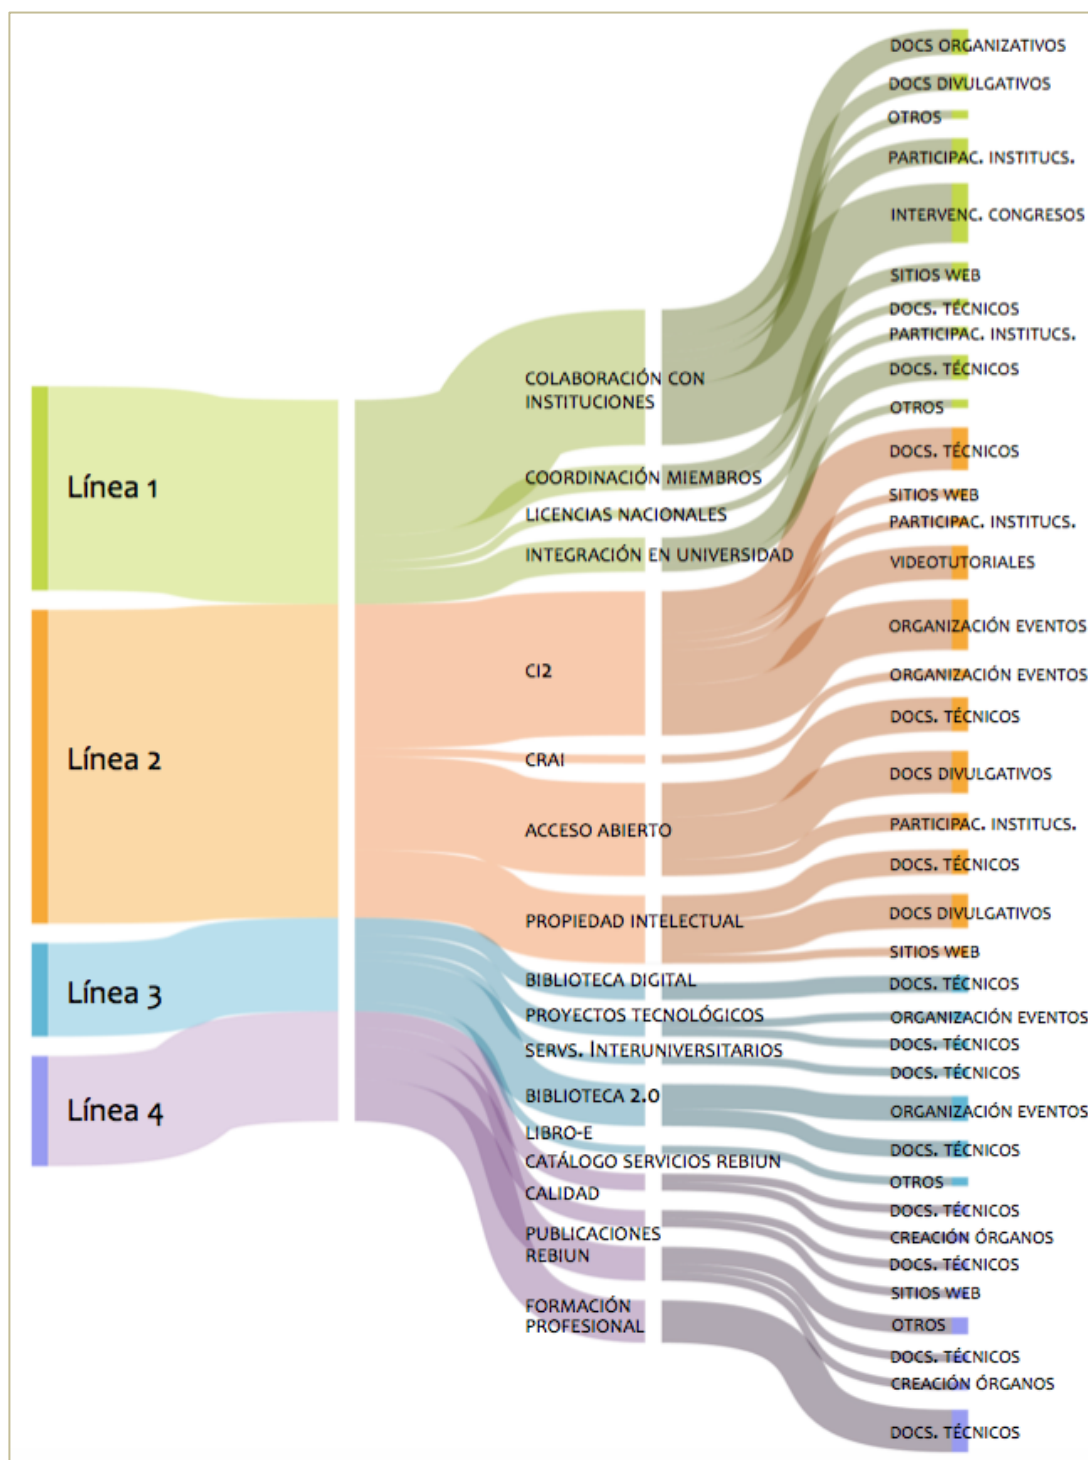 Línea 1
Línea 2
Línea 3
Línea 4
COLABORACIÓN CON
INSTITUCIONES
COORDINACIÓN MIEMBROS
LICENCIAS NACIONALES
INTEGRACIÓN EN UNIVERSIDAD
CI2
CRAI
ACCESO ABIERTO
PROPIEDAD INTELECTUAL
BIBLIOTECA DIGITAL
PROYECTOS TECNOLÓGICOS
SERVS. INTERUNIVERSITARIOS
BIBLIOTECA 2.0
LIBRO-E
CATÁLOGO SERVICIOS REBIUN
CALIDAD
PUBLICACIONES
REBIUN
FORMACIÓN
PROFESIONAL
DOCS ORGANIZATIVOS
DOCS DIVULGATIVOS
OTROS
PARTICIPAC. INSTITUCS.
INTERVENC. CONGRESOS
SITIOS WEB
DOCS. TÉCNICOS
PARTICIPAC. INSTITUCS.
DOCS. TÉCNICOS
OTROS
DOCS. TÉCNICOS
SITIOS WEB
PARTICIPAC. INSTITUCS.
VIDEOTUTORIALES
ORGANIZACIÓN EVENTOS
ORGANIZACIÓN EVENTOS
DOCS. TÉCNICOS
DOCS DIVULGATIVOS
PARTICIPAC. INSTITUCS.
DOCS. TÉCNICOS
DOCS DIVULGATIVOS
SITIOS WEB
DOCS. TÉCNICOS
ORGANIZACIÓN EVENTOS
DOCS. TÉCNICOS
DOCS. TÉCNICOS
ORGANIZACIÓN EVENTOS
DOCS. TÉCNICOS
OTROS
DOCS. TÉCNICOS
CREACIÓN ÓRGANOS
DOCS. TÉCNICOS
SITIOS WEB
OTROS
DOCS. TÉCNICOS
CREACIÓN ÓRGANOS
DOCS. TÉCNICOS